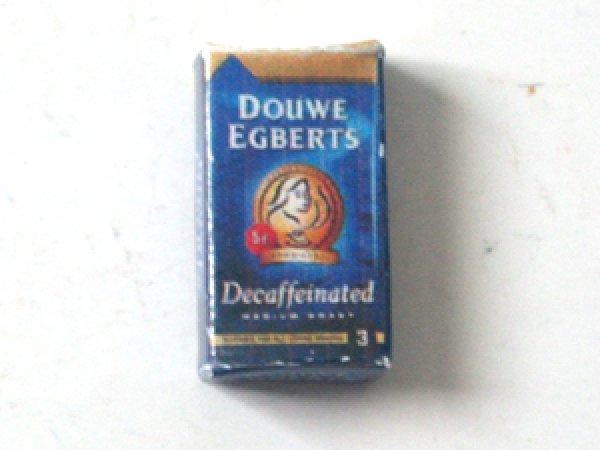 DOUWE
EGBERTS
Decaffeinated
MEDIUM ROAST
3